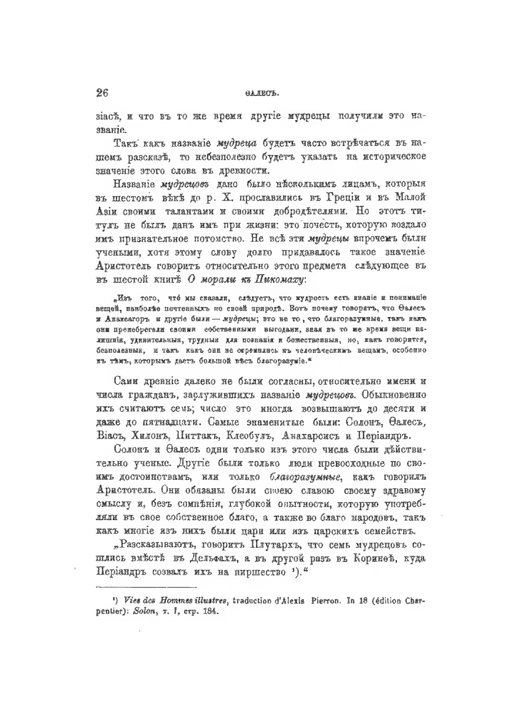 26
ѲАЛЕСЪ.
зіасѣ, и что въ то же время другіе мудрецы получили это на-
званіе.
Такъ какъ названіе мудреца будетъ часто встрѣчаться въ на-
шемъ разсказѣ, то небезполезно будетъ указать на историческое
значеніе этого слова въ древности.
Названіе мудрецовъ дано было нѣсколькимъ лицамъ, которыя
въ шестомъ вѣкѣ до р. Х. прославились въ Греціи и въ Малой
Азіи своими талантами и своими добродѣтелями. Но этотъ ти-
тулъ не былъ данъ имъ при жизни: это почесть, которую воздало
имъ признательное потомство. Не всѣ эти мудрецы впрочемъ были
учеными, хотя этому слову долго придавалось такое значеніе
Аристотель говоритъ относительно этого предмета слѣдующее въ
въ шестой книгѣ О морали къ Никомаху:
„Изъ того, чтó мы сказали, слѣдуетъ, что мудрость есть знаніе и пониманіе
вещей, наиболѣе почтенныхъ по своей природѣ. Вотъ почему говорятъ, что Ѳалесъ
и Анаксагоръ и другіе были — мудрецы; это не то, что благоразумные, такъ какъ
они пренебрегали своими собственными выгодами, зная въ то же время вещи из-
лишнія, удивительныя, трудныя для познанія и божественныя, но, какъ говорится,
безполезныя, и такъ какъ они не стремились къ человѣческимъ вещамъ, особенно
къ тѣмъ, которымъ даетъ большой вѣсъ благоразуміе.“
Сами древніе далеко не были согласны, относительно имени и
числа гражданъ, заслужившихъ названіе мудрецовъ. Обыкновенно
ихъ считаютъ семь; число это иногда возвышаютъ до десяти и
даже до пятнадцати. Самые знаменитые были: Солонъ, Ѳалесъ,
Віасъ, Хилонъ, Питтакъ, Клеобулъ, Анахарсисъ и Періандръ.
Солонъ и Ѳалесъ одни только изъ этого числа были дѣйстви-
тельно ученые. Другіе были только люди превосходные по сво-
имъ достоинствамъ, или только благоразумные, какъ говорилъ
Аристотель. Они обязаны были своею славою своему здравому
смыслу и, безъ сомнѣнія, глубокой опытности, которую употреб-
ляли въ свое собственное благо, а также во благо народовъ, такъ
какъ многіе изъ нихъ были цари или изъ царскихъ семействъ.
„Разсказываютъ, говоритъ Плутархъ, что семь мудрецовъ со-
шлись вмѣстѣ въ Дельфахъ, а въ другой разъ въ Коринѳѣ, куда
Періандръ созвалъ ихъ на пиршество ¹).“
¹) Vies des Hommes illustres, traduction d'Alexis Pierron. In 18 (édition Char-
pentier): Solon, т. I, стр. 184.